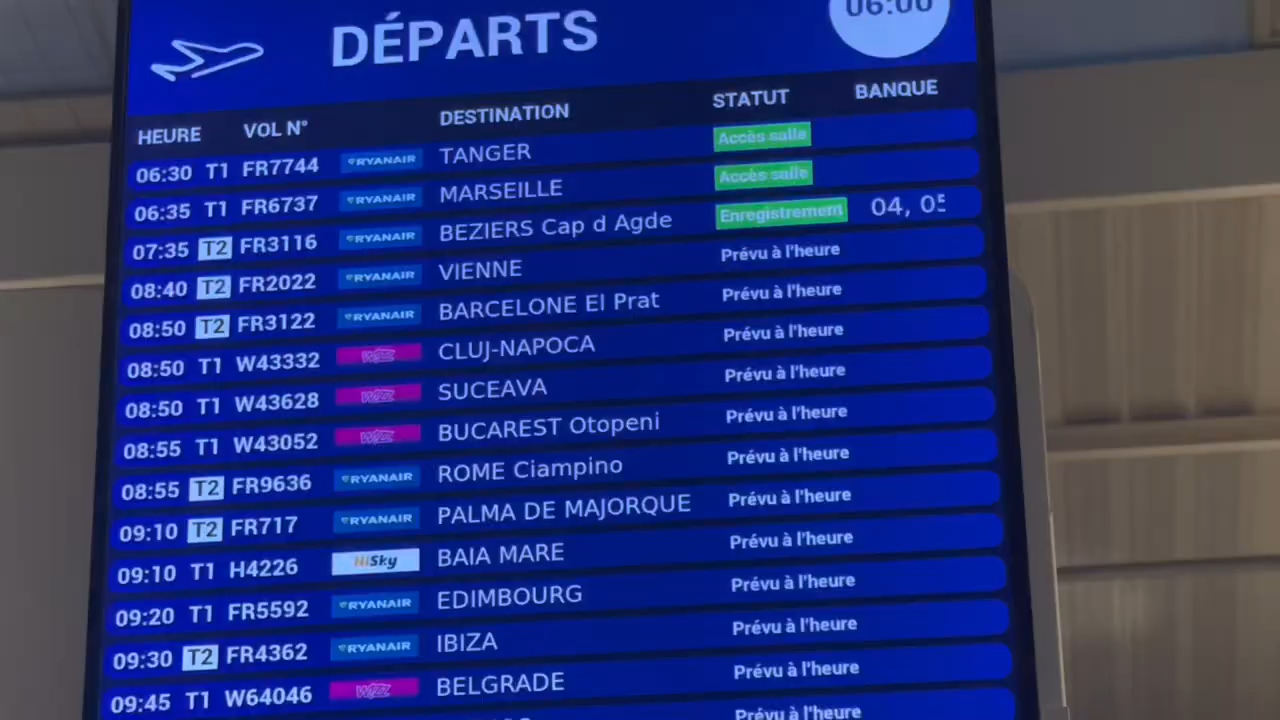 DÉPARTS 06:00
HEURE VOL N° DESTINATION STATUT BANQUE
06:30 T1 FR7744 RYANAIR TANGER Accès salle
06:35 T1 FR6737 RYANAIR MARSEILLE Accès salle
07:35 T2 FR3116 RYANAIR BEZIERS Cap d Agde Enregistrement 04, 05
08:40 T2 FR2022 RYANAIR VIENNE Prévu à l'heure
08:50 T2 FR3122 RYANAIR BARCELONE El Prat Prévu à l'heure
08:50 T1 W43332 WIZZ CLUJ-NAPOCA Prévu à l'heure
08:50 T1 W43628 WIZZ SUCEAVA Prévu à l'heure
08:55 T1 W43052 WIZZ BUCAREST Otopeni Prévu à l'heure
08:55 T2 FR9636 RYANAIR ROME Ciampino Prévu à l'heure
09:10 T2 FR717 RYANAIR PALMA DE MAJORQUE Prévu à l'heure
09:10 T1 H4226 HiSky BAIA MARE Prévu à l'heure
09:20 T1 FR5592 RYANAIR EDIMBOURG Prévu à l'heure
09:30 T2 FR4362 RYANAIR IBIZA Prévu à l'heure
09:45 T1 W64046 WIZZ BELGRADE Prévu à l'heure
Prévu à l'heure